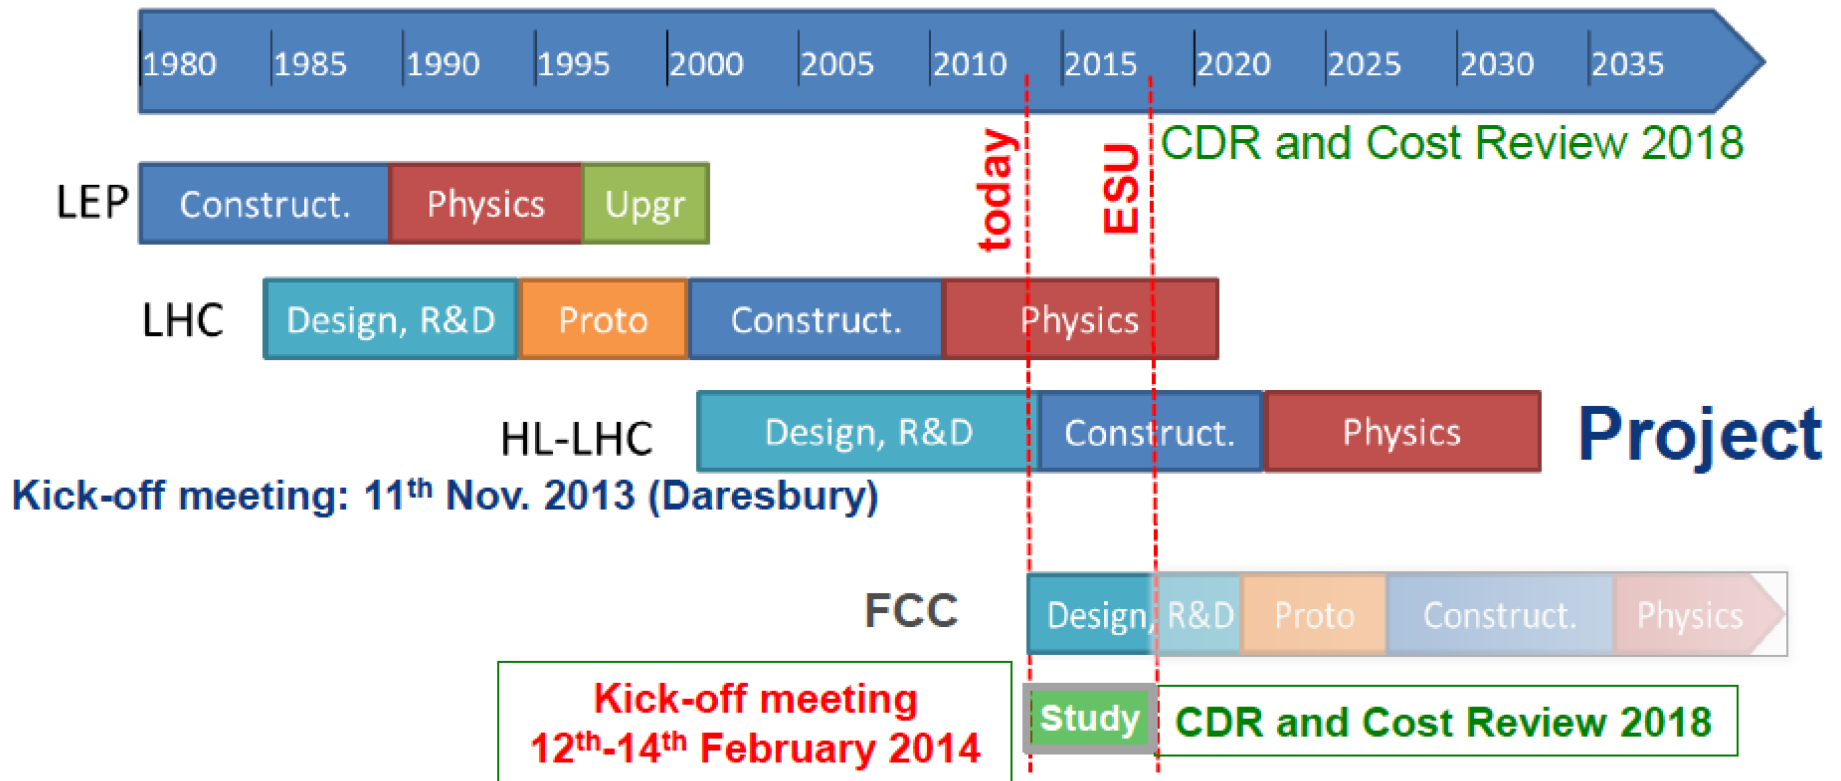 1980 1985 1990 1995 2000 2005 2010 2015 2020 2025 2030 2035
CDR and Cost Review 2018
today
ESU
LEP Construct. Physics Upgr
LHC Design, R&D Proto Construct. Physics
HL-LHC Design, R&D Construct. Physics Project
Kick-off meeting: 11th Nov. 2013 (Daresbury)
FCC Design, R&D Proto Construct. Physics
Kick-off meeting
12th-14th February 2014
Study CDR and Cost Review 2018